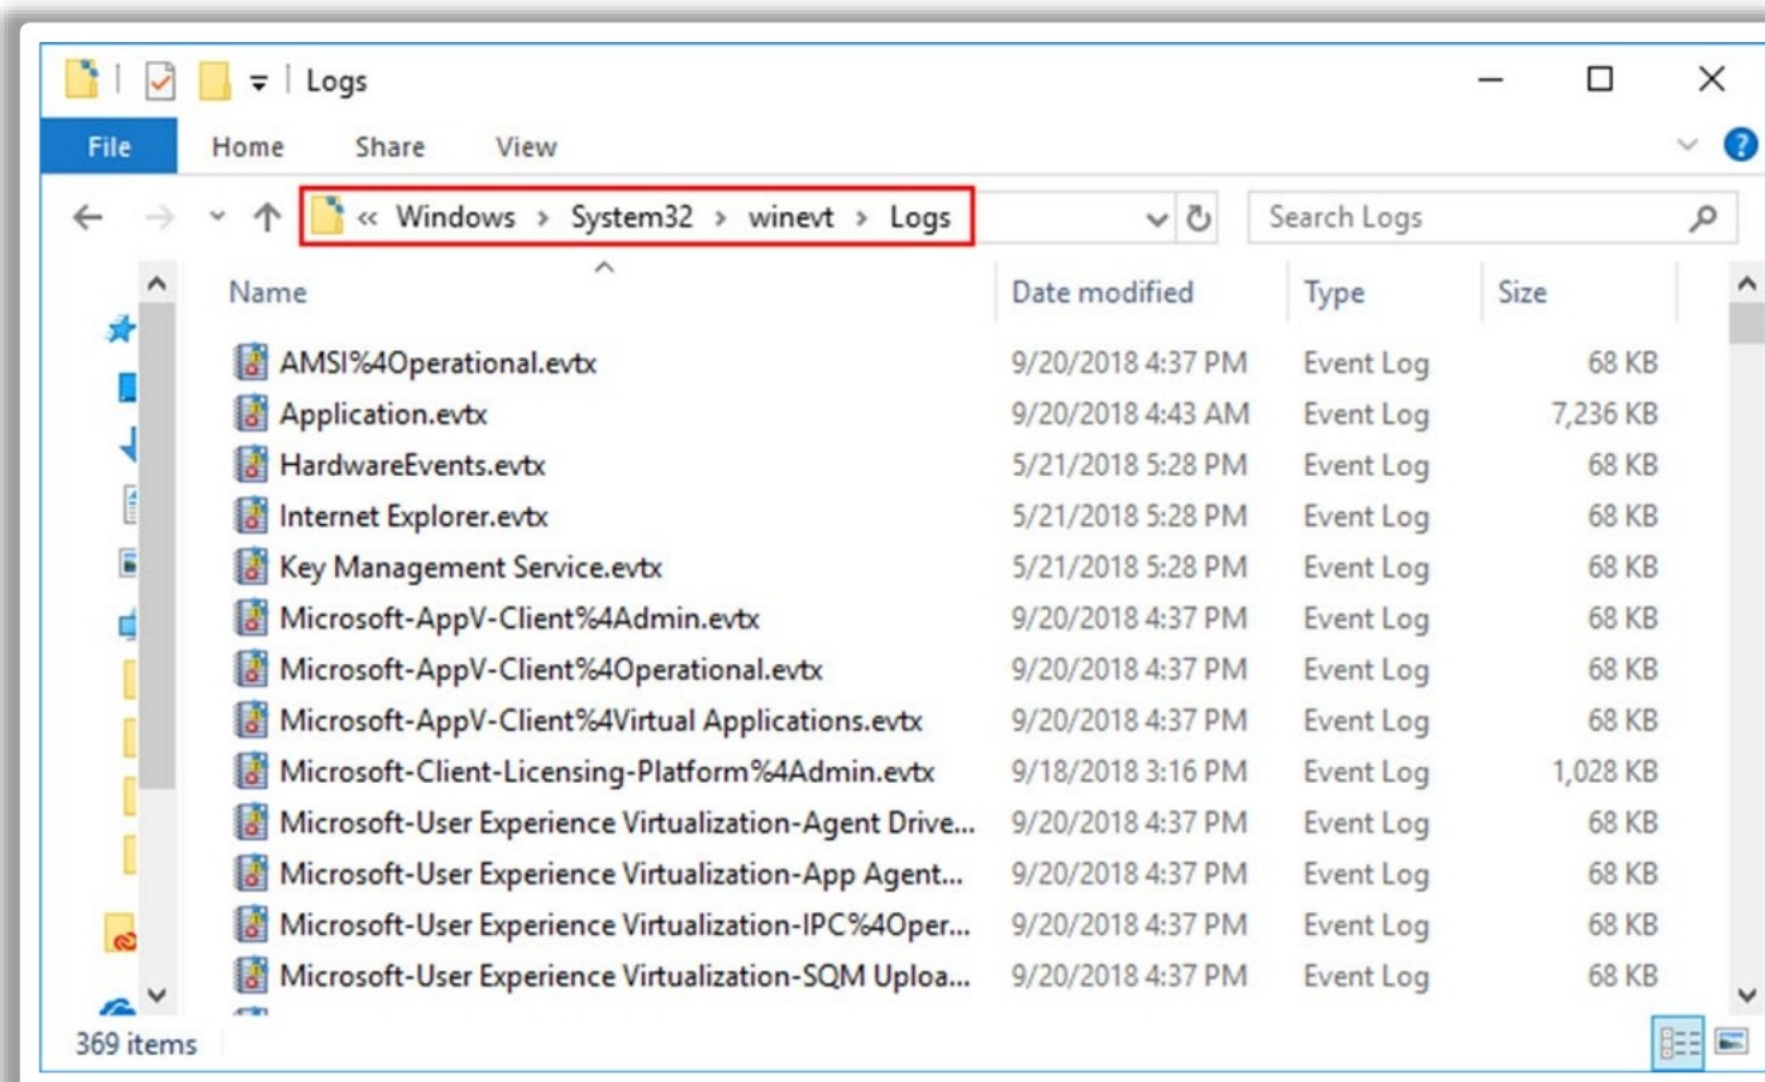 Logs
File Home Share View ?
« Windows > System32 > winevt > Logs Search Logs
Name Date modified Type Size
AMSI%4Operational.evtx 9/20/2018 4:37 PM Event Log 68 KB
Application.evtx 9/20/2018 4:43 AM Event Log 7,236 KB
HardwareEvents.evtx 5/21/2018 5:28 PM Event Log 68 KB
Internet Explorer.evtx 5/21/2018 5:28 PM Event Log 68 KB
Key Management Service.evtx 5/21/2018 5:28 PM Event Log 68 KB
Microsoft-AppV-Client%4Admin.evtx 9/20/2018 4:37 PM Event Log 68 KB
Microsoft-AppV-Client%4Operational.evtx 9/20/2018 4:37 PM Event Log 68 KB
Microsoft-AppV-Client%4Virtual Applications.evtx 9/20/2018 4:37 PM Event Log 68 KB
Microsoft-Client-Licensing-Platform%4Admin.evtx 9/18/2018 3:16 PM Event Log 1,028 KB
Microsoft-User Experience Virtualization-Agent Drive... 9/20/2018 4:37 PM Event Log 68 KB
Microsoft-User Experience Virtualization-App Agent... 9/20/2018 4:37 PM Event Log 68 KB
Microsoft-User Experience Virtualization-IPC%4Oper... 9/20/2018 4:37 PM Event Log 68 KB
Microsoft-User Experience Virtualization-SQM Uploa... 9/20/2018 4:37 PM Event Log 68 KB
369 items